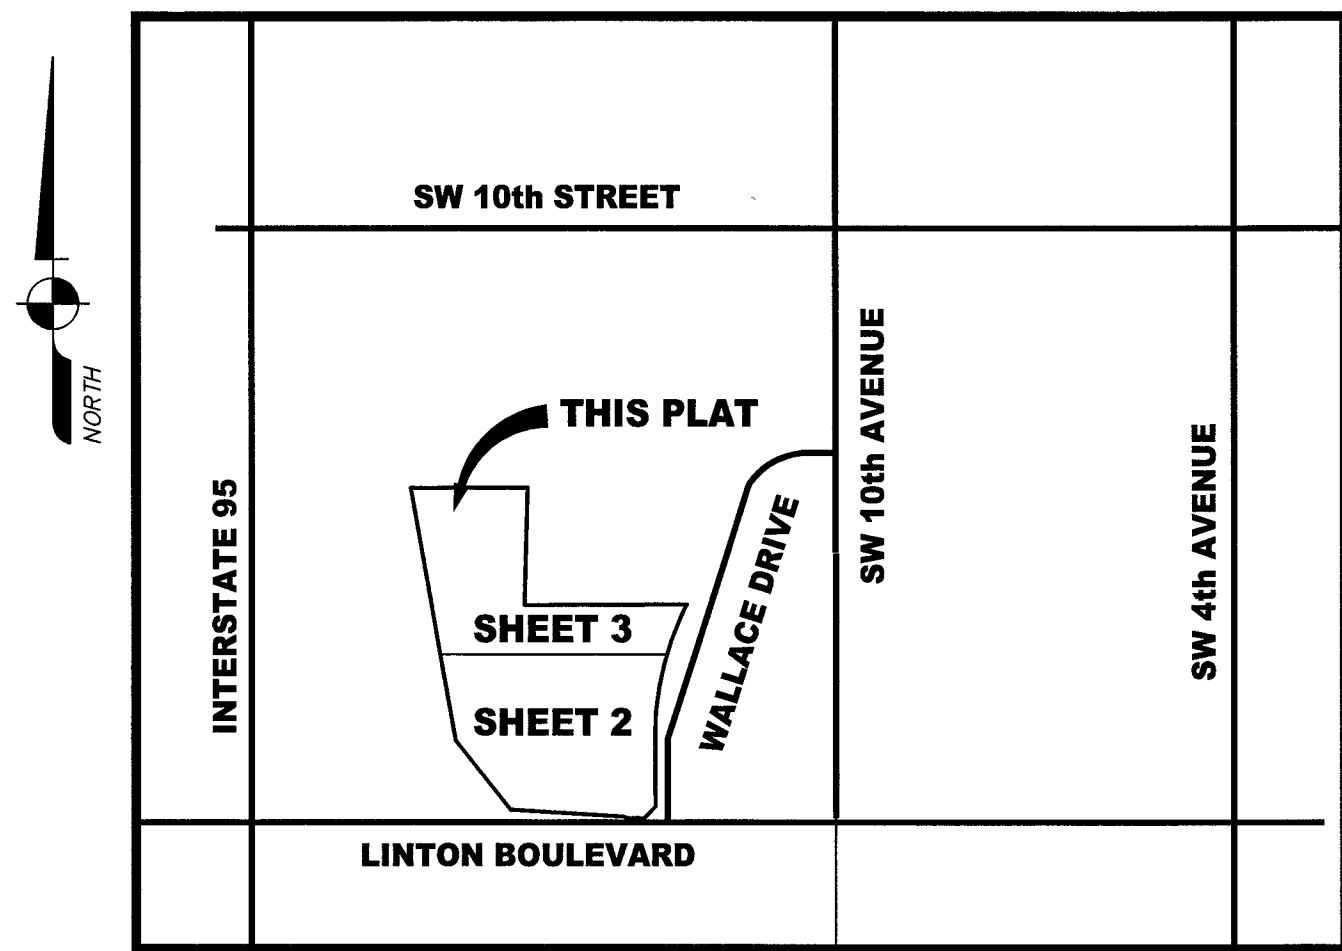 SW 10th STREET
NORTH
THIS PLAT
SW 10th AVENUE
SW 4th AVENUE
INTERSTATE 95
WALLACE DRIVE
SHEET 3
SHEET 2
LINTON BOULEVARD